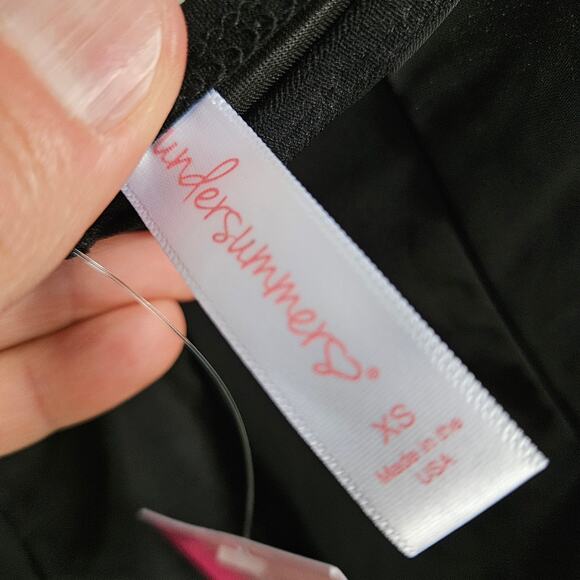 undersummers®
XS
Made in the
USA